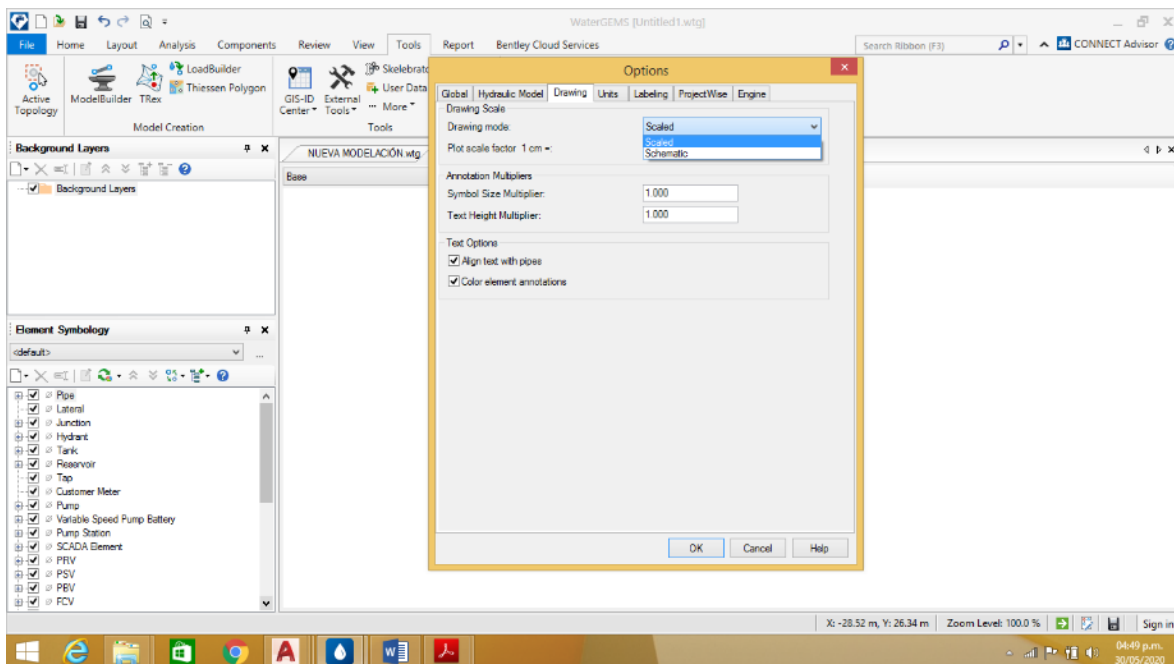 WaterGEMS [Untitled1.wtg]
File Home Layout Analysis Components Review View Tools Report Bentley Cloud Services Search Ribbon (F3) CONNECT Advisor
Active Topology
ModelBuilder
TRex
LoadBuilder
Thiessen Polygon
Model Creation
GIS-ID Center
External Tools
Skelebrato
User Data
More
Tools
Background Layers
Background Layers
Element Symbology
<default>
Pipe
Lateral
Junction
Hydrant
Tank
Reservoir
Tap
Customer Meter
Pump
Variable Speed Pump Battery
Pump Station
SCADA Element
PRV
PSV
PBV
FCV
NUEVA MODELACIÓN.wtg
Base
Options
Global Hydraulic Model Drawing Units Labeling ProjectWise Engine
Drawing Scale
Drawing mode: Scaled
Scaled
Plot scale factor 1 cm =:
Schematic
Annotation Multipliers
Symbol Size Multiplier: 1.000
Text Height Multiplier: 1.000
Text Options
Align text with pipes
Color element annotations
OK Cancel Help
X: -28.52 m, Y: 26.34 m Zoom Level: 100.0 % Sign in
04:49 p.m.
30/05/2020